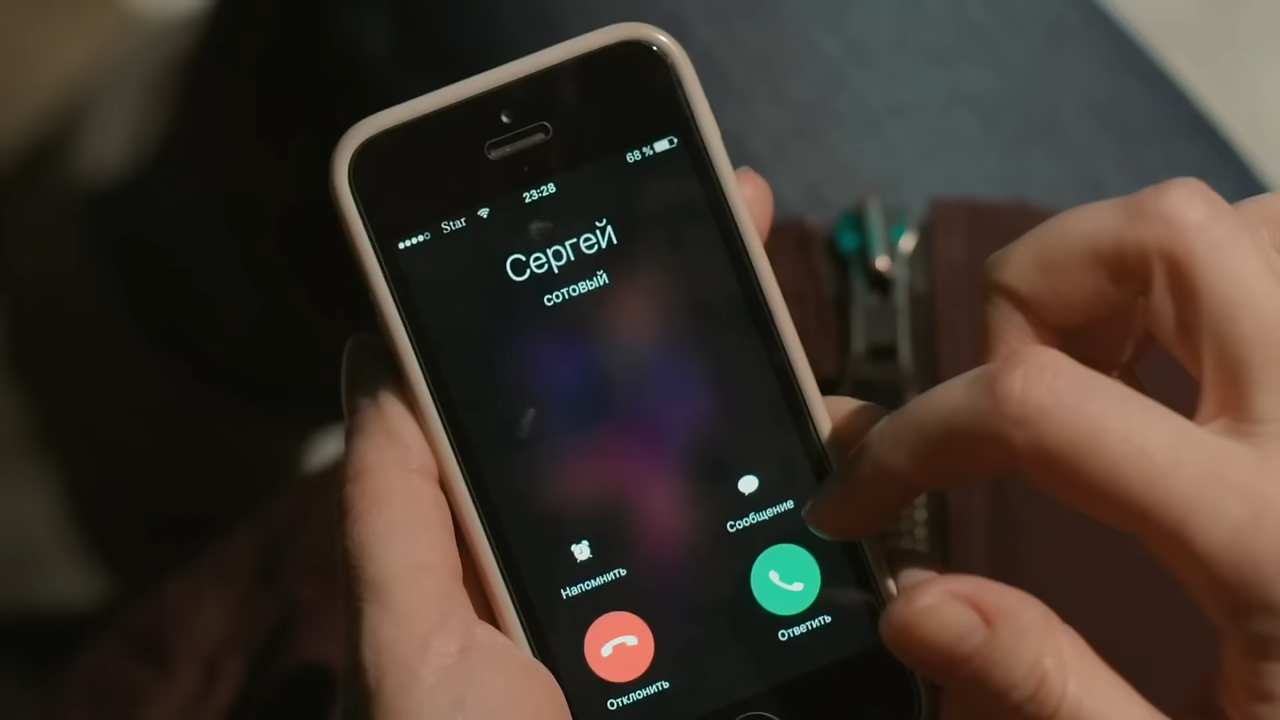 Star 23:28 68 %
Сергей
сотовый
Напомнить Сообщение
Отклонить Ответить